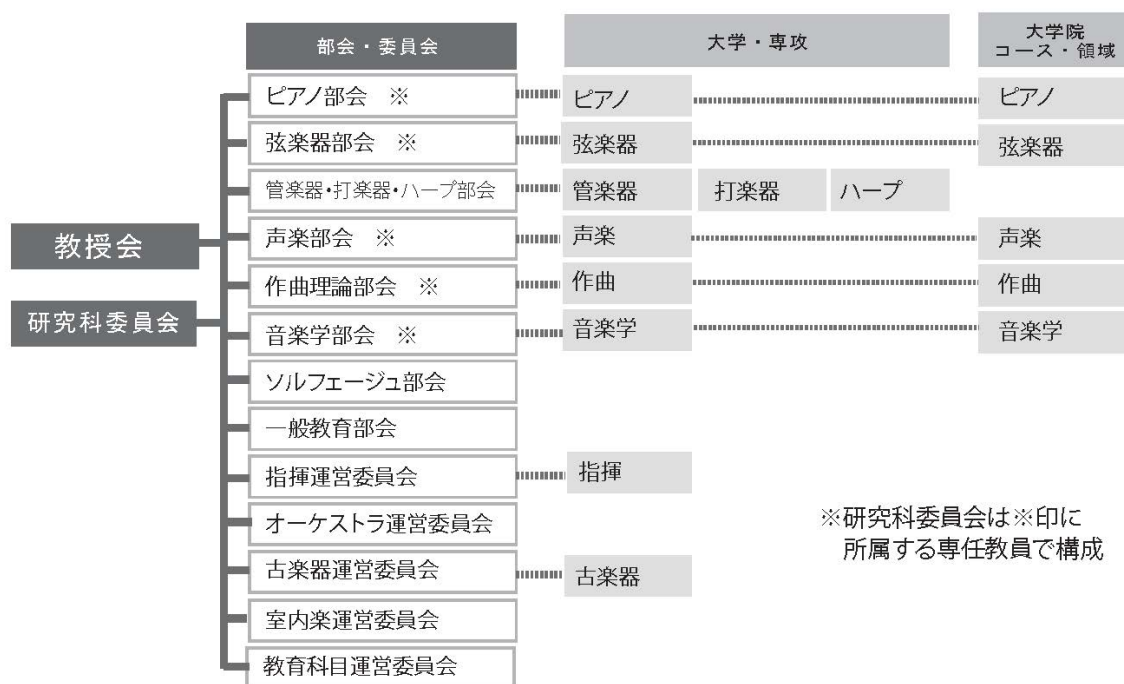 部会・委員会
大学・専攻
大学院
コース・領域
ピアノ部会 ※
ピアノ
ピアノ
弦楽器部会 ※
弦楽器
弦楽器
管楽器・打楽器・ハープ部会
管楽器
打楽器
ハープ
教授会
声楽部会 ※
声楽
声楽
作曲理論部会 ※
作曲
作曲
研究科委員会
音楽学部会 ※
音楽学
音楽学
ソルフェージュ部会
一般教育部会
指揮運営委員会
指揮
オーケストラ運営委員会
古楽器運営委員会
古楽器
室内楽運営委員会
教育科目運営委員会
※研究科委員会は※印に
所属する専任教員で構成